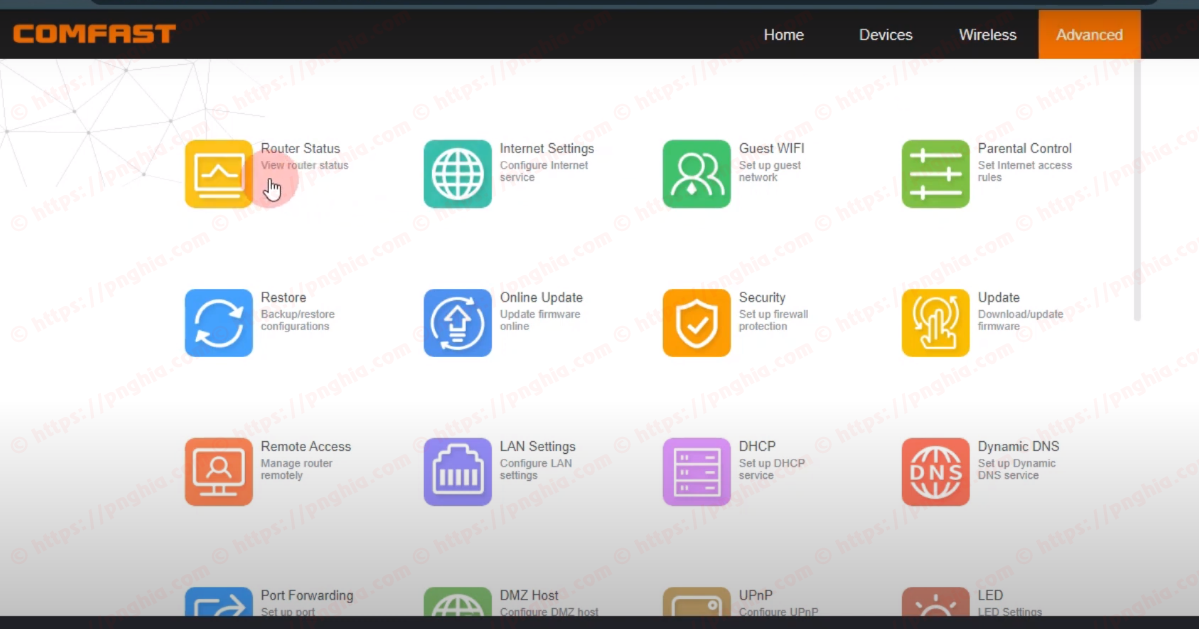 COMFAST
Home Devices Wireless Advanced
Router Status
View router status
Internet Settings
Configure Internet
service
Guest WIFI
Set up guest
network
Parental Control
Set Internet access
rules
Restore
Backup/restore
configurations
Online Update
Update firmware
online
Security
Set up firewall
protection
Update
Download/update
firmware
Remote Access
Manage router
remotely
LAN Settings
Configure LAN
settings
DHCP
Set up DHCP
service
DNS
Dynamic DNS
Set up Dynamic
DNS service
Port Forwarding
Set up port
DMZ Host
Configure DMZ host
UPnP
Configure UPnP
LED
LED Settings
© https://pnghia.com